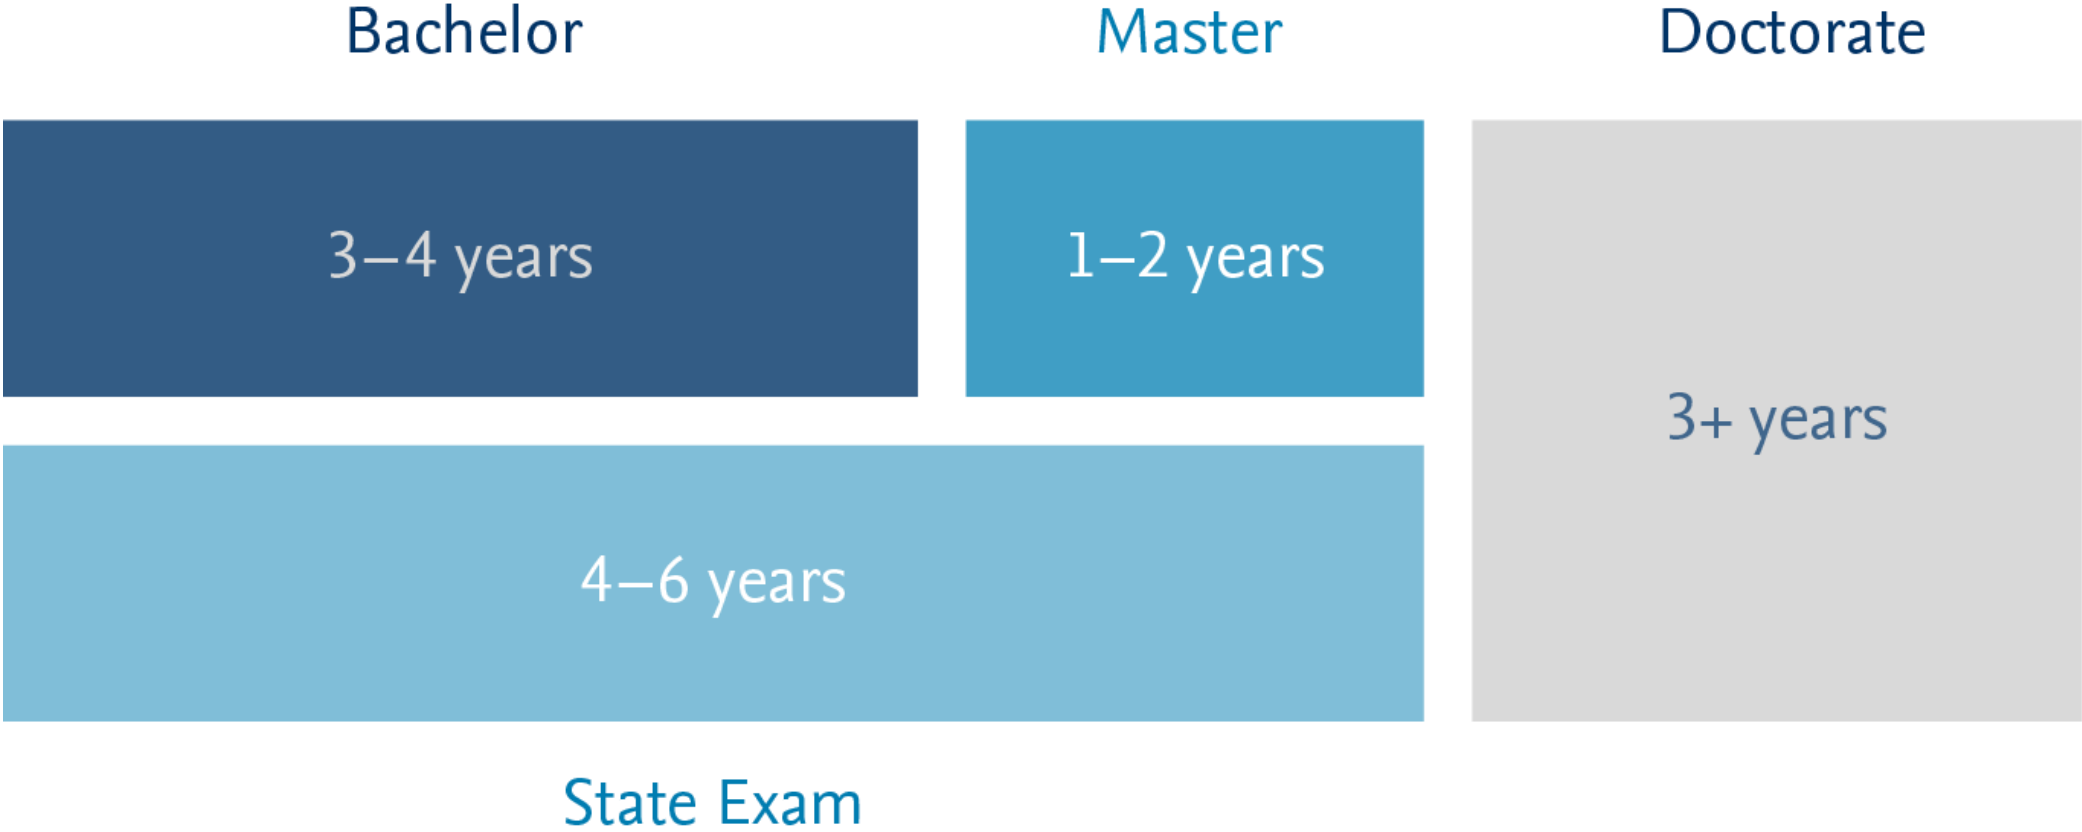 Bachelor
Master
Doctorate
3–4 years
1–2 years
3+ years
4–6 years
State Exam